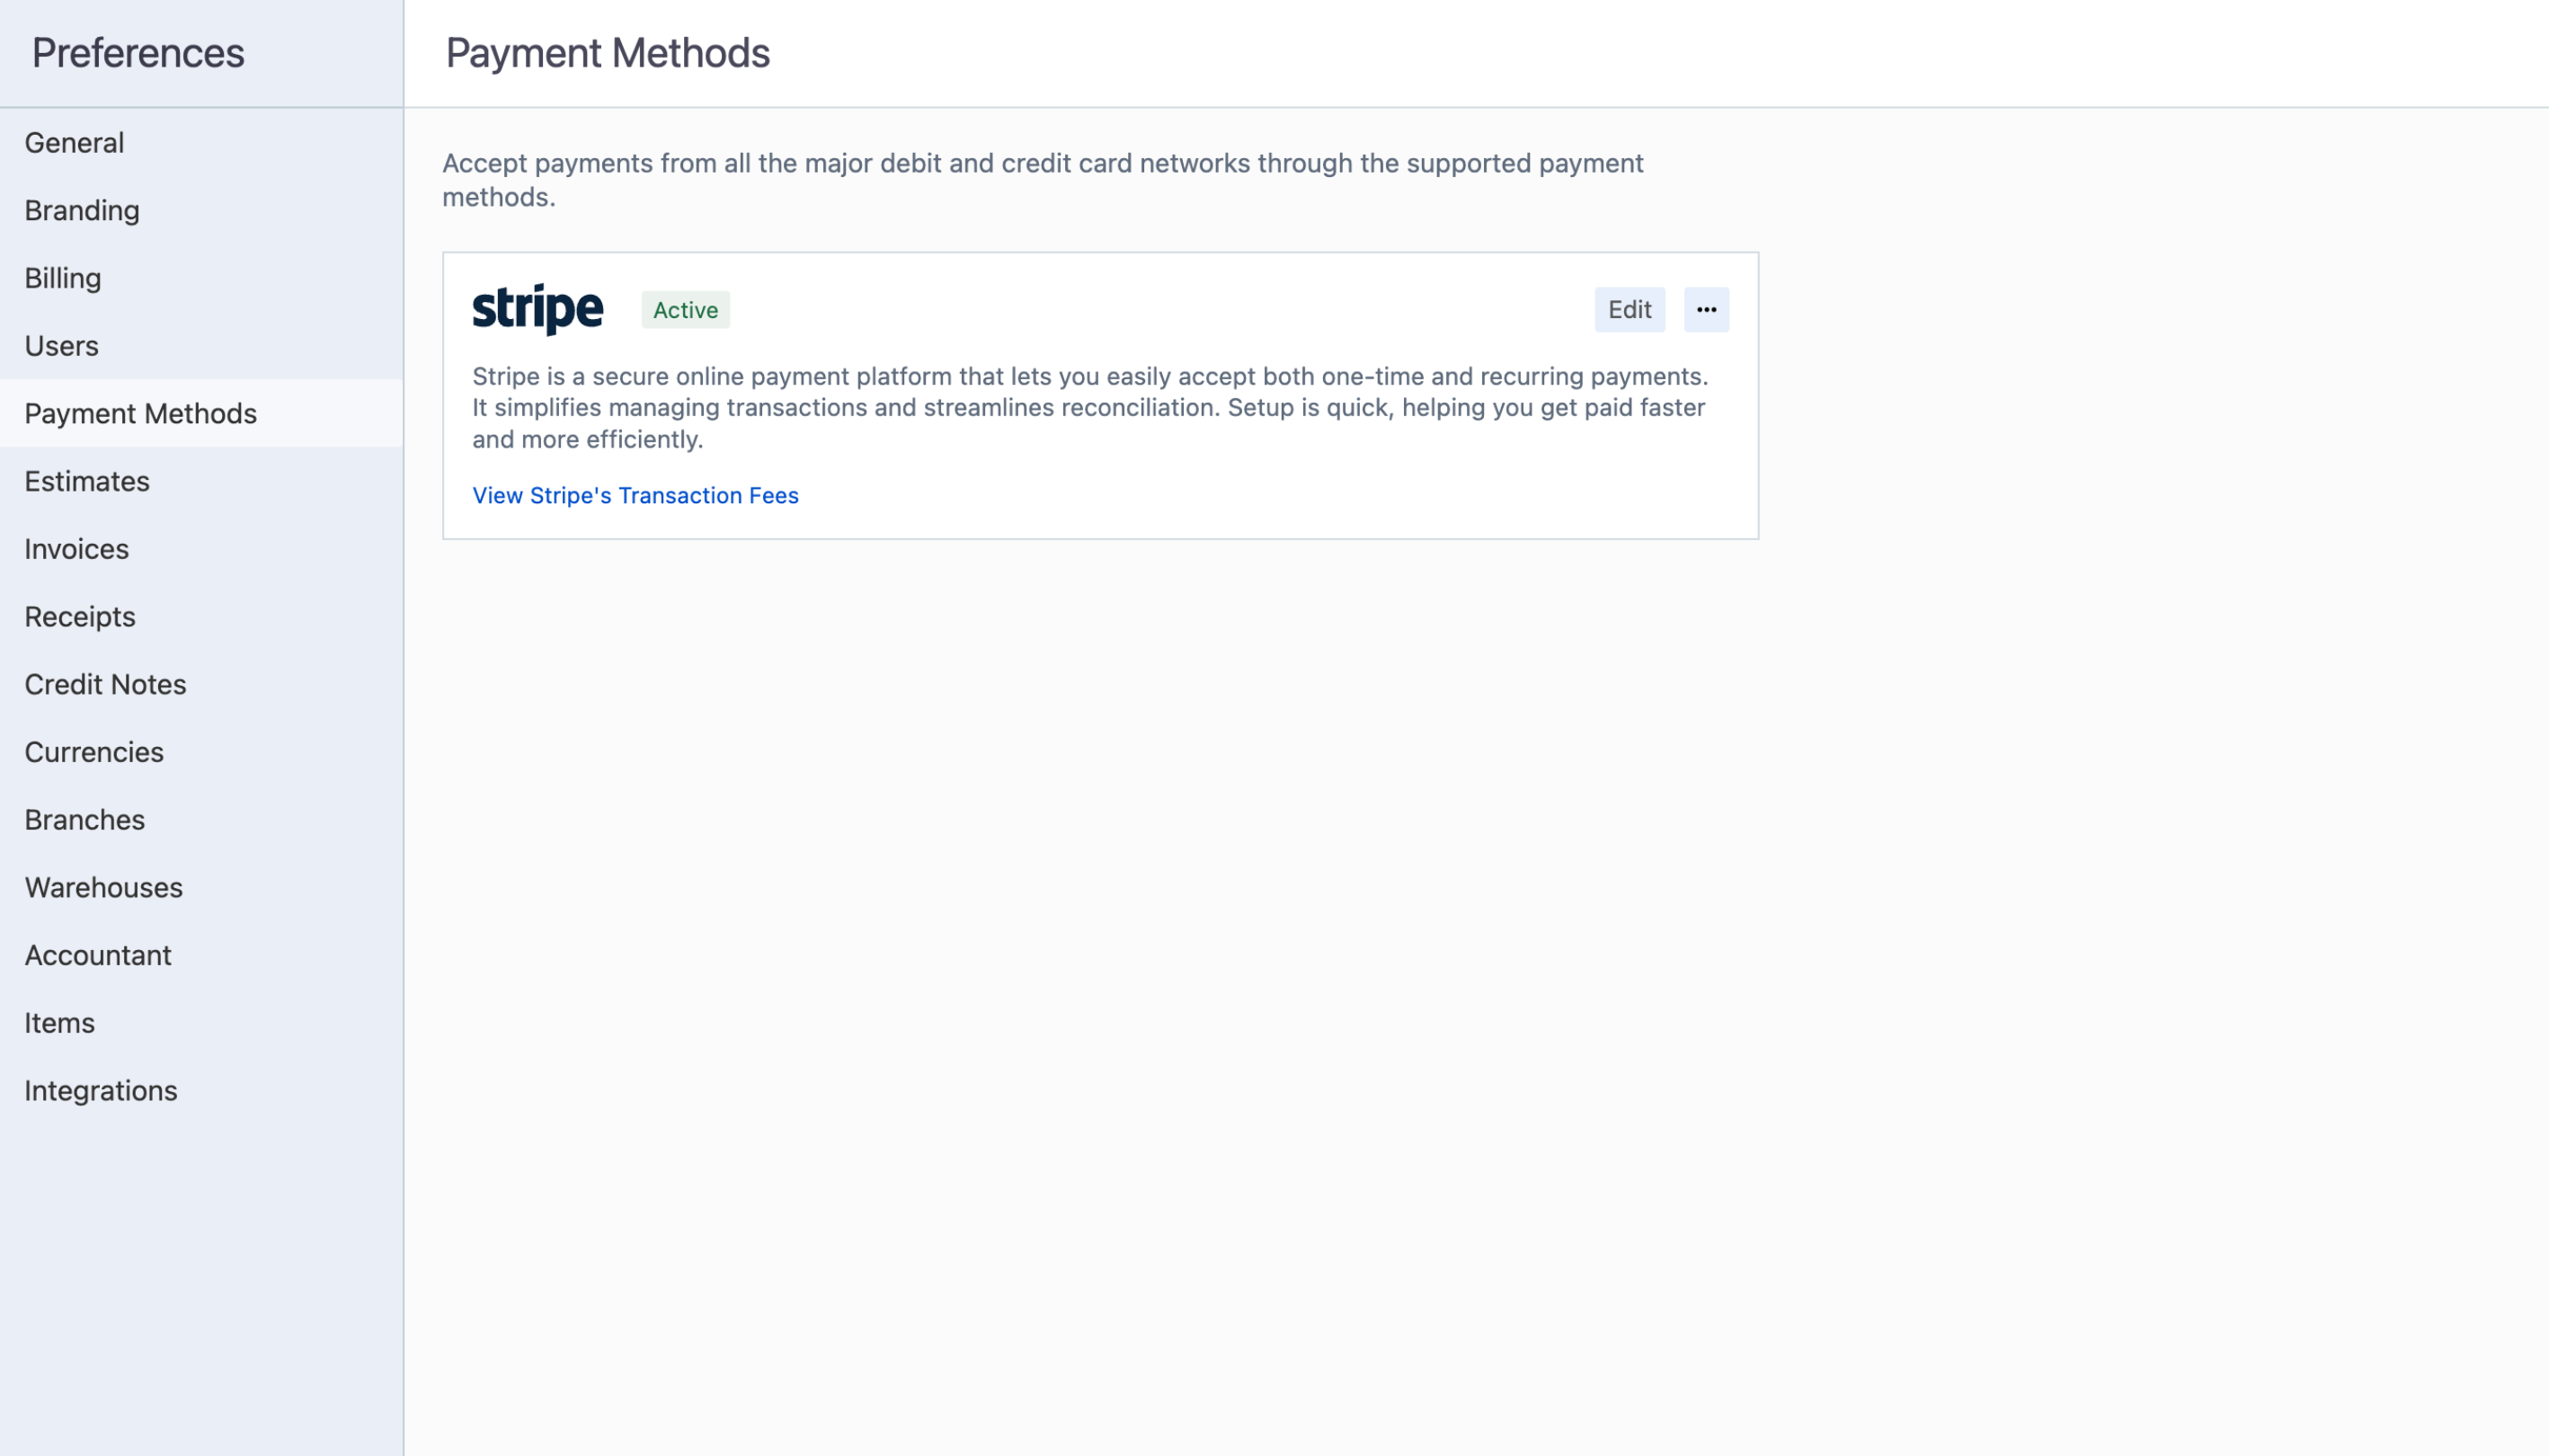 Preferences
General
Branding
Billing
Users
Payment Methods
Estimates
Invoices
Receipts
Credit Notes
Currencies
Branches
Warehouses
Accountant
Items
Integrations
Payment Methods
Accept payments from all the major debit and credit card networks through the supported payment
methods.
stripe
Active
Edit
•••
Stripe is a secure online payment platform that lets you easily accept both one-time and recurring payments.
It simplifies managing transactions and streamlines reconciliation. Setup is quick, helping you get paid faster
and more efficiently.
View Stripe's Transaction Fees